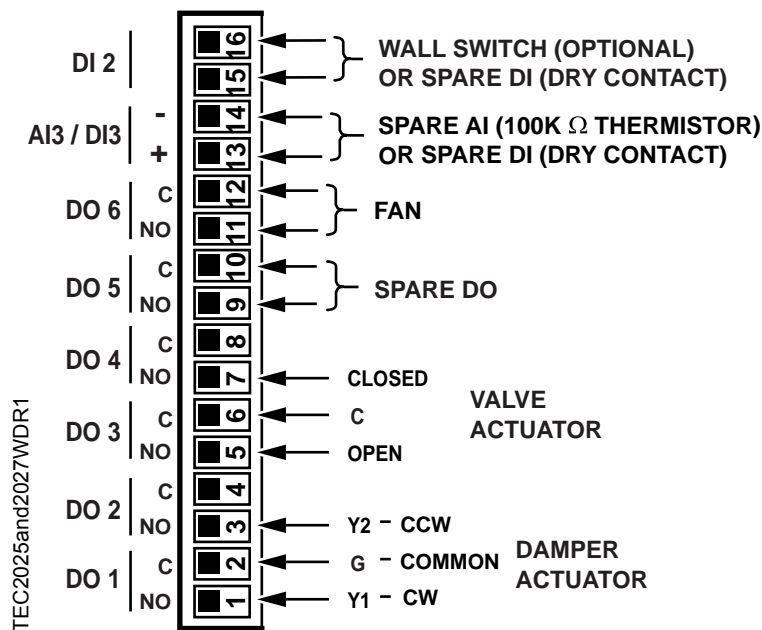 DI 2 16 WALL SWITCH (OPTIONAL)
15 OR SPARE DI (DRY CONTACT)
AI3 / DI3 - 14 SPARE AI (100K Ω THERMISTOR)
+ 13 OR SPARE DI (DRY CONTACT)
DO 6 C 12 FAN
NO 11
DO 5 C 10 SPARE DO
NO 9
DO 4 C 8
NO 7 CLOSED
DO 3 C 6 C VALVE
NO 5 OPEN ACTUATOR
DO 2 C 4
NO 3 Y2 - CCW
DO 1 C 2 G - COMMON DAMPER
NO 1 Y1 - CW ACTUATOR
TEC2025and2027WDR1